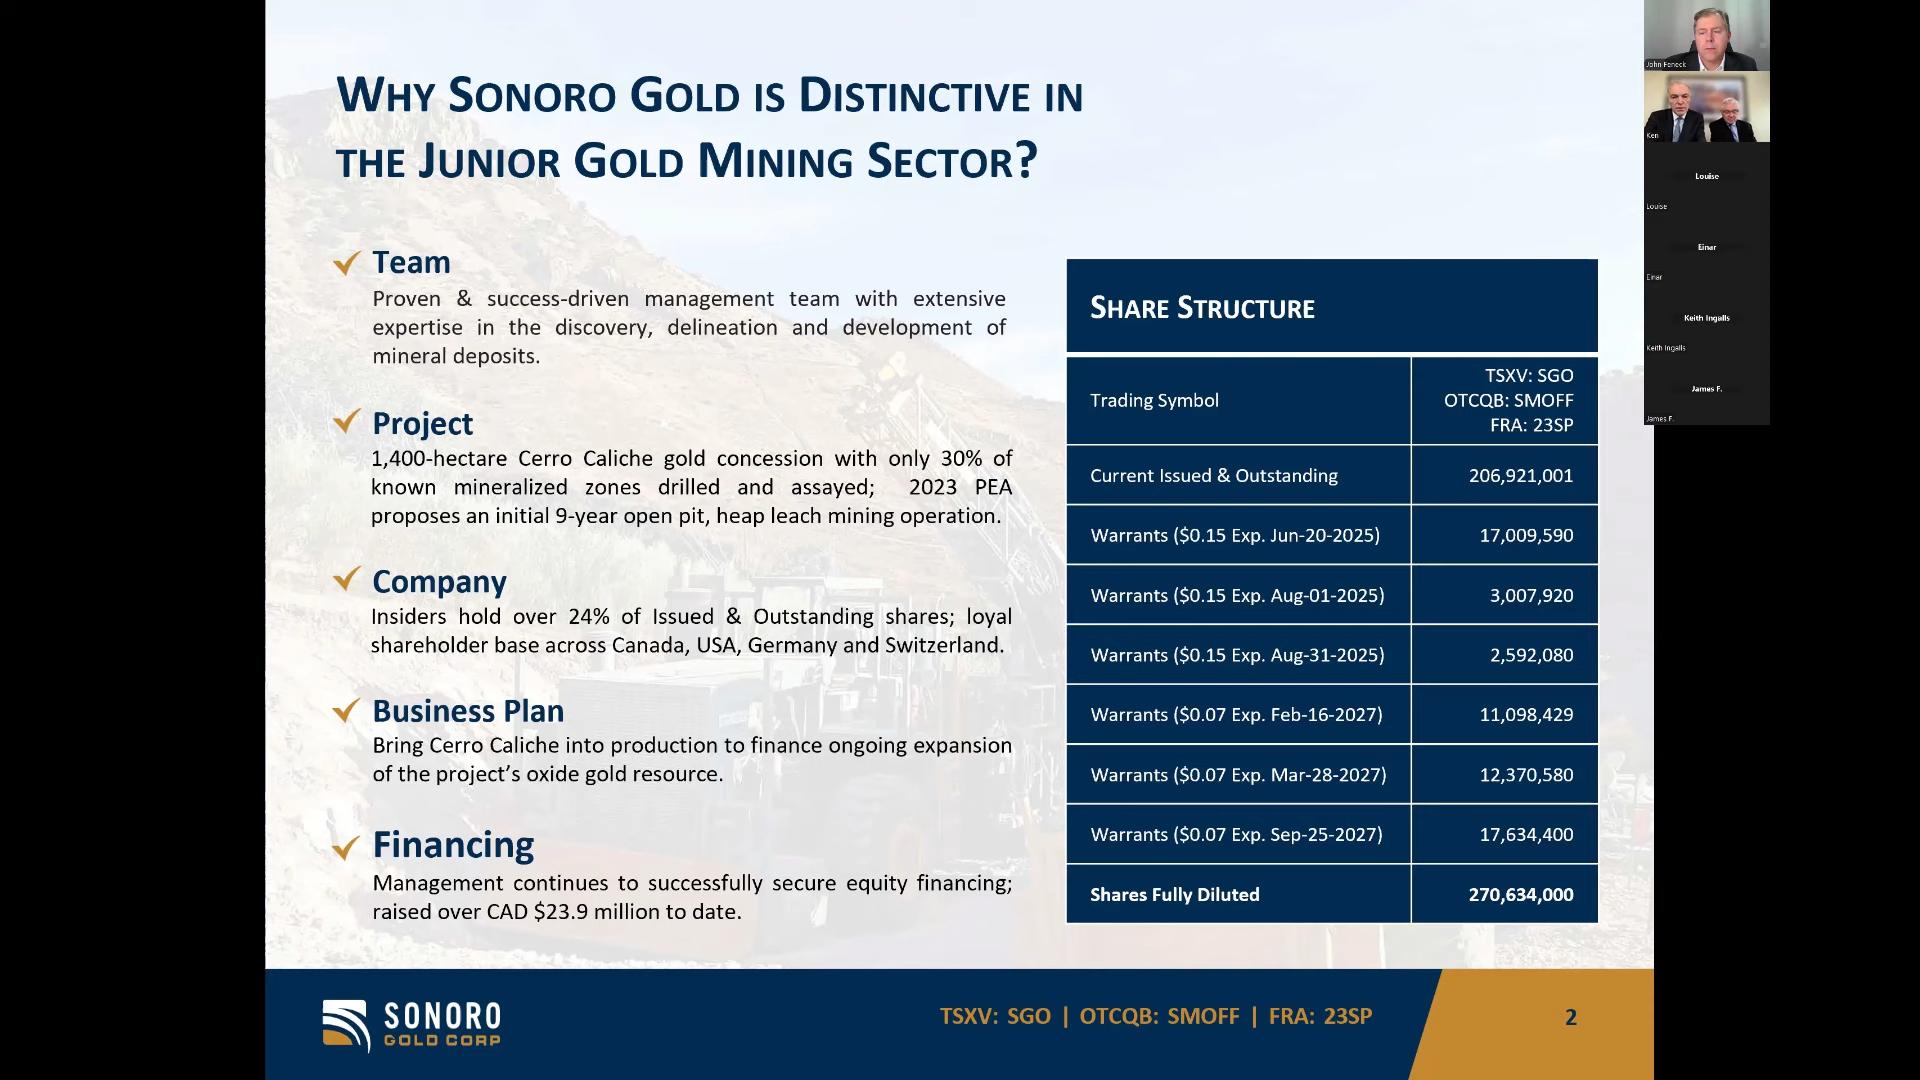 WHY SONORO GOLD IS DISTINCTIVE IN
THE JUNIOR GOLD MINING SECTOR?
Team
Proven & success-driven management team with extensive
expertise in the discovery, delineation and development of
mineral deposits.
Project
1,400-hectare Cerro Caliche gold concession with only 30% of
known mineralized zones drilled and assayed; 2023 PEA
proposes an initial 9-year open pit, heap leach mining operation.
Company
Insiders hold over 24% of Issued & Outstanding shares; loyal
shareholder base across Canada, USA, Germany and Switzerland.
Business Plan
Bring Cerro Caliche into production to finance ongoing expansion
of the project’s oxide gold resource.
Financing
Management continues to successfully secure equity financing;
raised over CAD $23.9 million to date.
SHARE STRUCTURE
Trading Symbol
TSXV: SGO
OTCQB: SMOFF
FRA: 23SP
Current Issued & Outstanding 206,921,001
Warrants ($0.15 Exp. Jun-20-2025) 17,009,590
Warrants ($0.15 Exp. Aug-01-2025) 3,007,920
Warrants ($0.15 Exp. Aug-31-2025) 2,592,080
Warrants ($0.07 Exp. Feb-16-2027) 11,098,429
Warrants ($0.07 Exp. Mar-28-2027) 12,370,580
Warrants ($0.07 Exp. Sep-25-2027) 17,634,400
Shares Fully Diluted 270,634,000
SONORO
GOLD CORP
TSXV: SGO | OTCQB: SMOFF | FRA: 23SP
2
John Feneck
Ken
Louise
Louise
Einar
Einar
Keith Ingalls
Keith Ingalls
James F.
James F.